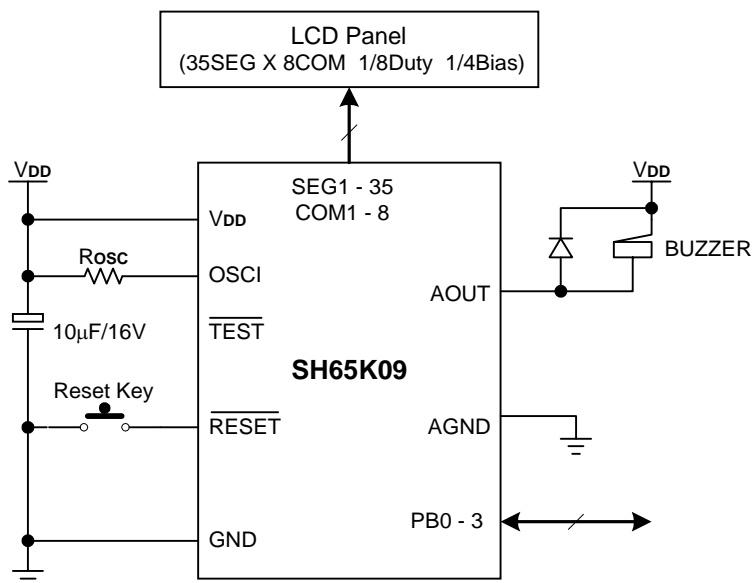 LCD Panel
(35SEG X 8COM 1/8Duty 1/4Bias)
VDD
SEG1 - 35
COM1 - 8
VDD
VDD
ROSC
OSCI
BUZZER
AOUT
10µF/16V
TEST
SH65K09
Reset Key
RESET
AGND
PB0 - 3
GND